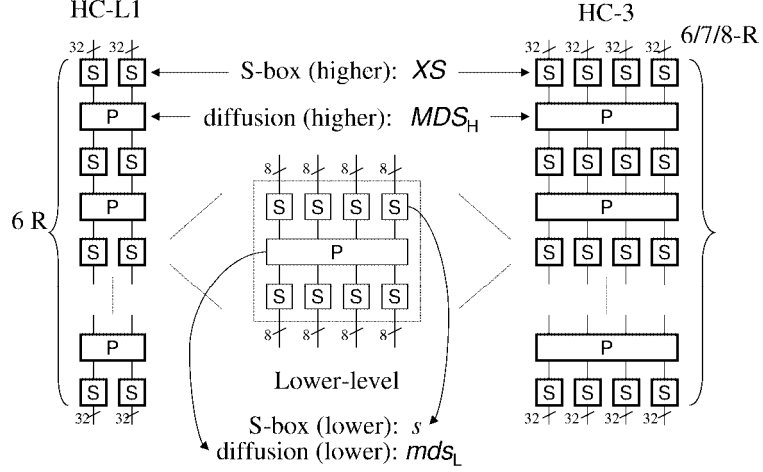 HC-L1 HC-3
32 32 32 32 32 32 6/7/8-R
S S S-box (higher): XS S S S S
P diffusion (higher): MDSH P
S S S S S S
8 8 8 8
P S S S S P
6 R
S S P S S S S
S S S S
8 8 8 8
P Lower-level P
S S S S S S
32 32 S-box (lower): s 32 32 32 32
diffusion (lower): mdsL